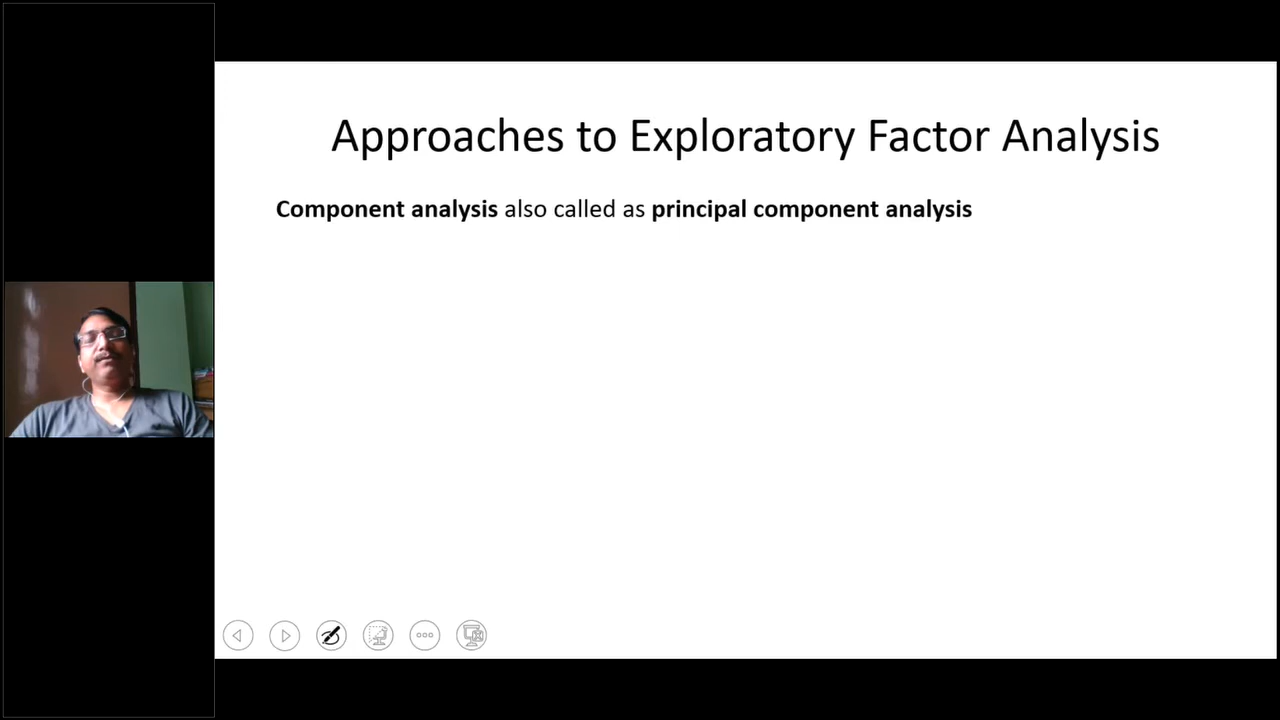 Approaches to Exploratory Factor Analysis
Component analysis also called as principal component analysis